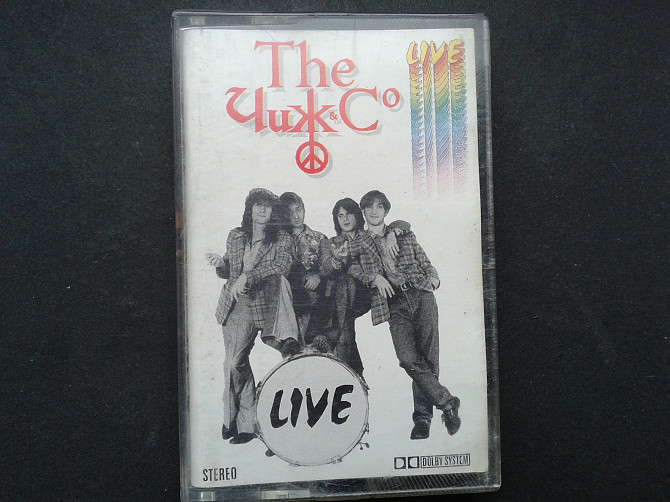 The
Чиж & Co
LIVE
LIVE
STEREO
DOLBY SYSTEM